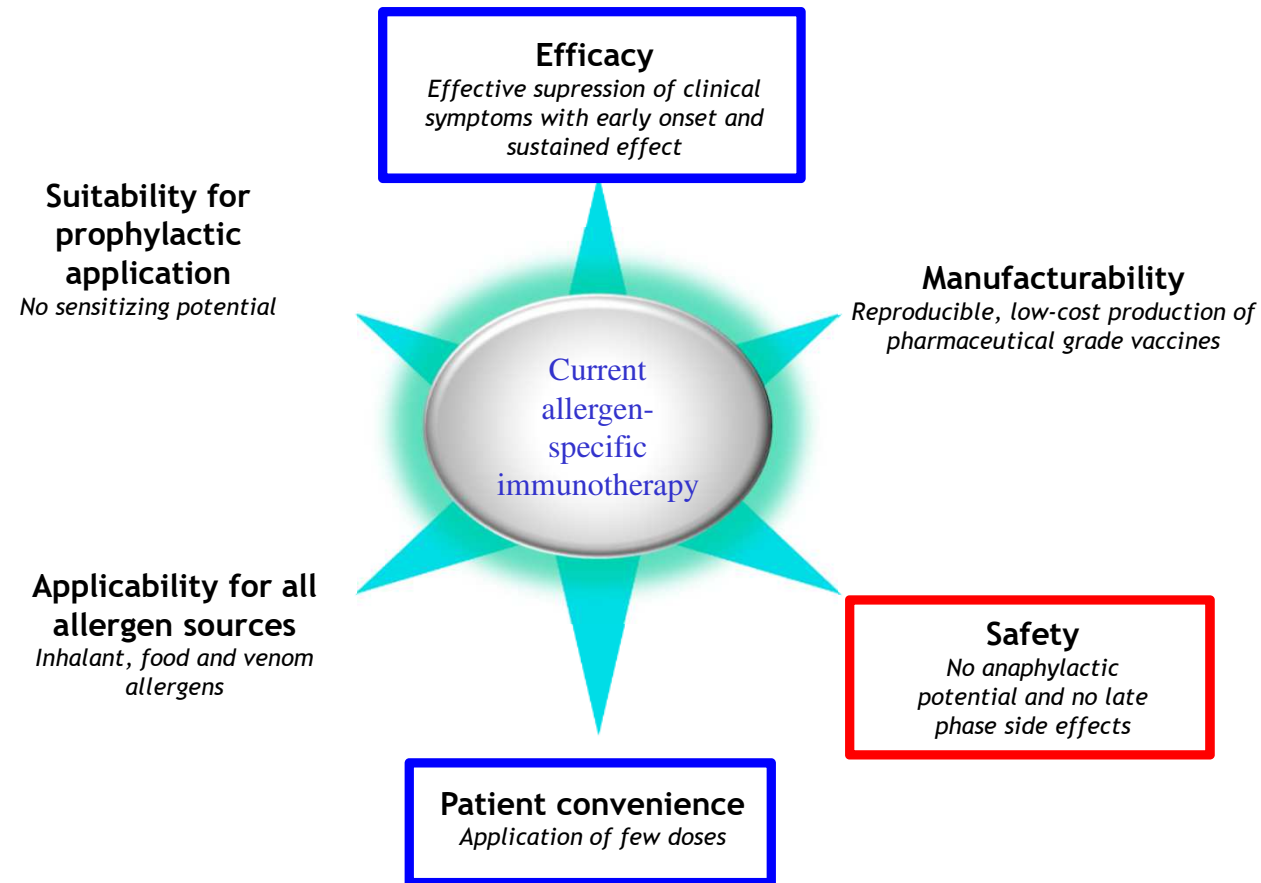 Efficacy
Effective supression of clinical
symptoms with early onset and
sustained effect
Suitability for
prophylactic
application
No sensitizing potential
Manufacturability
Reproducible, low-cost production of
pharmaceutical grade vaccines
Current
allergen-
specific
immunotherapy
Applicability for all
allergen sources
Inhalant, food and venom
allergens
Safety
No anaphylactic
potential and no late
phase side effects
Patient convenience
Application of few doses